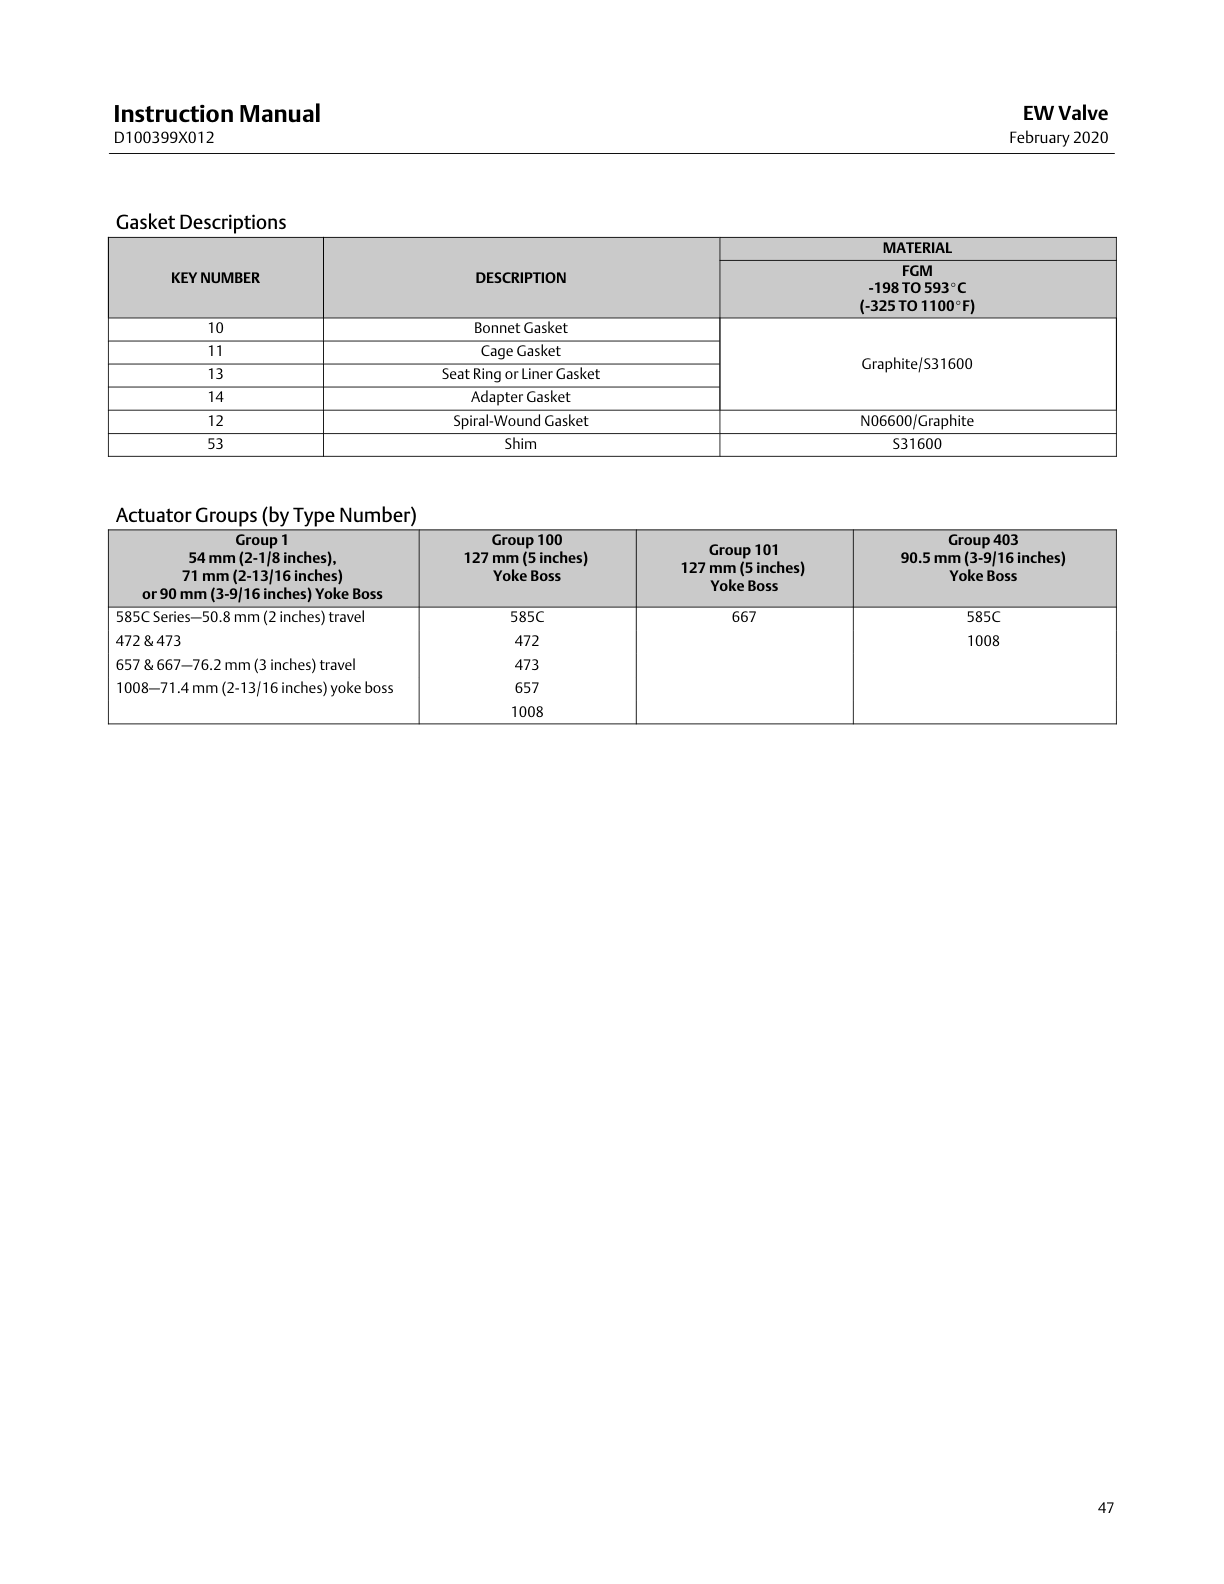 Instruction Manual
D100399X012
EW Valve
February 2020
Gasket Descriptions
KEY NUMBER
DESCRIPTION
MATERIAL
FGM
-198 TO 593°C
(-325 TO 1100°F)
10
Bonnet Gasket
Graphite/S31600
11
Cage Gasket
13
Seat Ring or Liner Gasket
14
Adapter Gasket
12
Spiral-Wound Gasket
N06600/Graphite
53
Shim
S31600
Actuator Groups (by Type Number)
Group 1
54 mm (2-1/8 inches),
71 mm (2-13/16 inches)
or 90 mm (3-9/16 inches) Yoke Boss
Group 100
127 mm (5 inches)
Yoke Boss
Group 101
127 mm (5 inches)
Yoke Boss
Group 403
90.5 mm (3-9/16 inches)
Yoke Boss
585C Series—50.8 mm (2 inches) travel
472 & 473
657 & 667—76.2 mm (3 inches) travel
1008—71.4 mm (2-13/16 inches) yoke boss
585C
472
473
657
1008
667
585C
1008
47